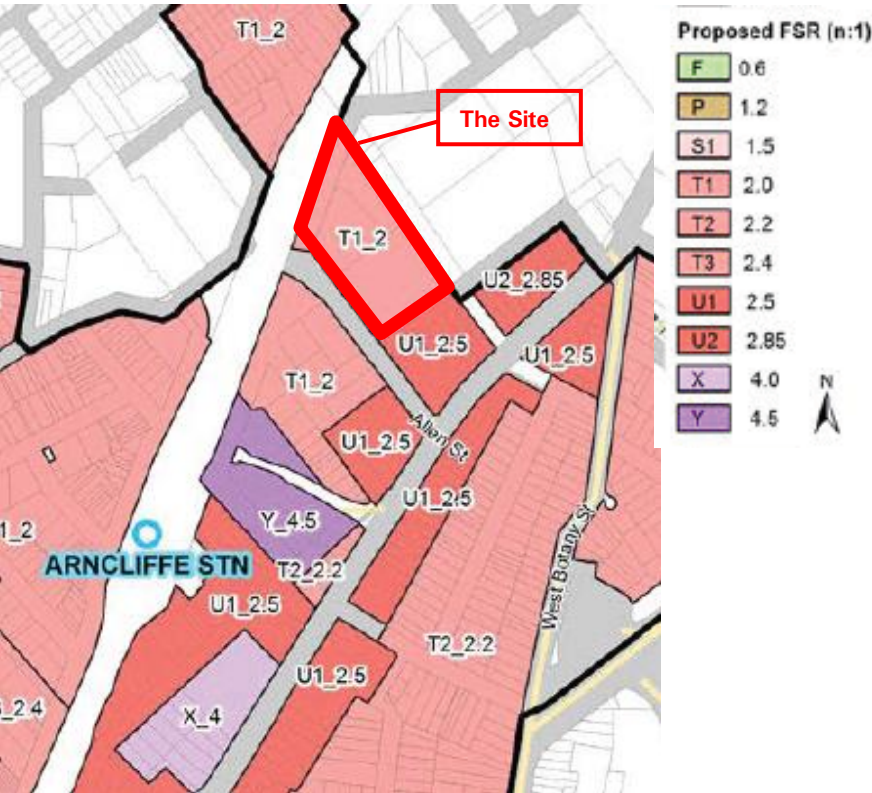 T1_2
The Site
T1_2
U2_2.85
U1_2.5
U1_2.5
T1_2
Allen St
U1_2.5
U1_2.5
Y_4.5
1_2
ARNCLIFFE STN
T2_2.2
U1_2.5
West Botany St
T2_2.2
U1_2.5
_2.4
X_4
Proposed FSR (n:1)
F 0.6
P 1.2
S1 1.5
T1 2.0
T2 2.2
T3 2.4
U1 2.5
U2 2.85
X 4.0
Y 4.5
N